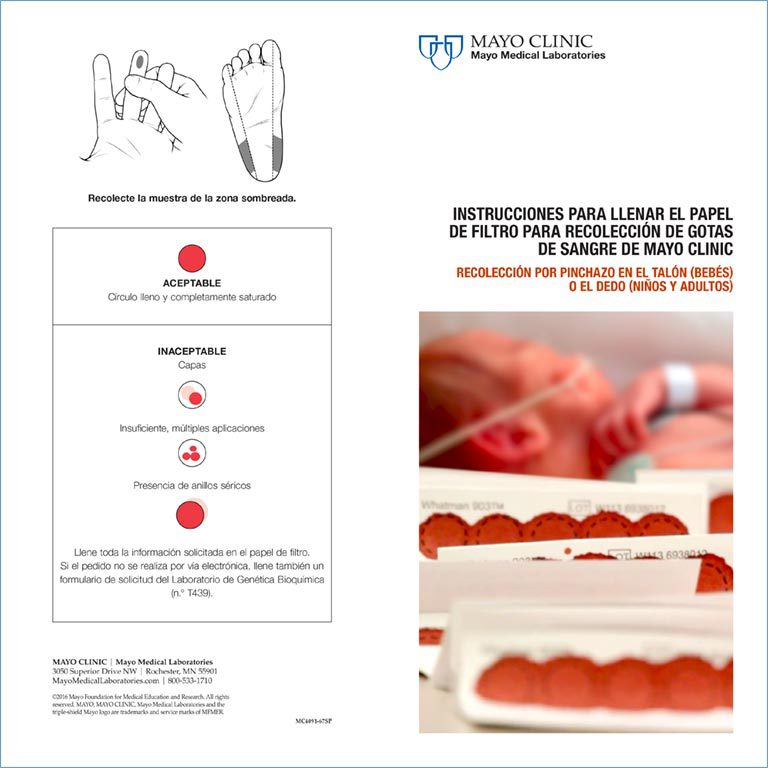 Recolecte la muestra de la zona sombreada.
ACEPTABLE
Círculo lleno y completamente saturado
INACEPTABLE
Capas
Insuficiente, múltiples aplicaciones
Presencia de anillos séricos
Llene toda la información solicitada en el papel de filtro.
Si el pedido no se realiza por vía electrónica, llene también un
formulario de solicitud del Laboratorio de Genética Bioquímica
(n.° T439).
MAYO CLINIC | Mayo Medical Laboratories
3050 Superior Drive NW | Rochester, MN 55901
MayoMedicalLaboratories.com | 800-533-1710
©2016 Mayo Foundation for Medical Education and Research. All rights
reserved. MAYO, MAYO CLINIC, Mayo Medical Laboratories and the
triple-shield Mayo logo are trademarks and service marks of MFMER.
MC4091-67SP
MAYO CLINIC
Mayo Medical Laboratories
INSTRUCCIONES PARA LLENAR EL PAPEL
DE FILTRO PARA RECOLECCIÓN DE GOTAS
DE SANGRE DE MAYO CLINIC
RECOLECCIÓN POR PINCHAZO EN EL TALÓN (BEBÉS)
O EL DEDO (NIÑOS Y ADULTOS)
Whatman 903™ LOT W113 6938012
LOT W113 6938012